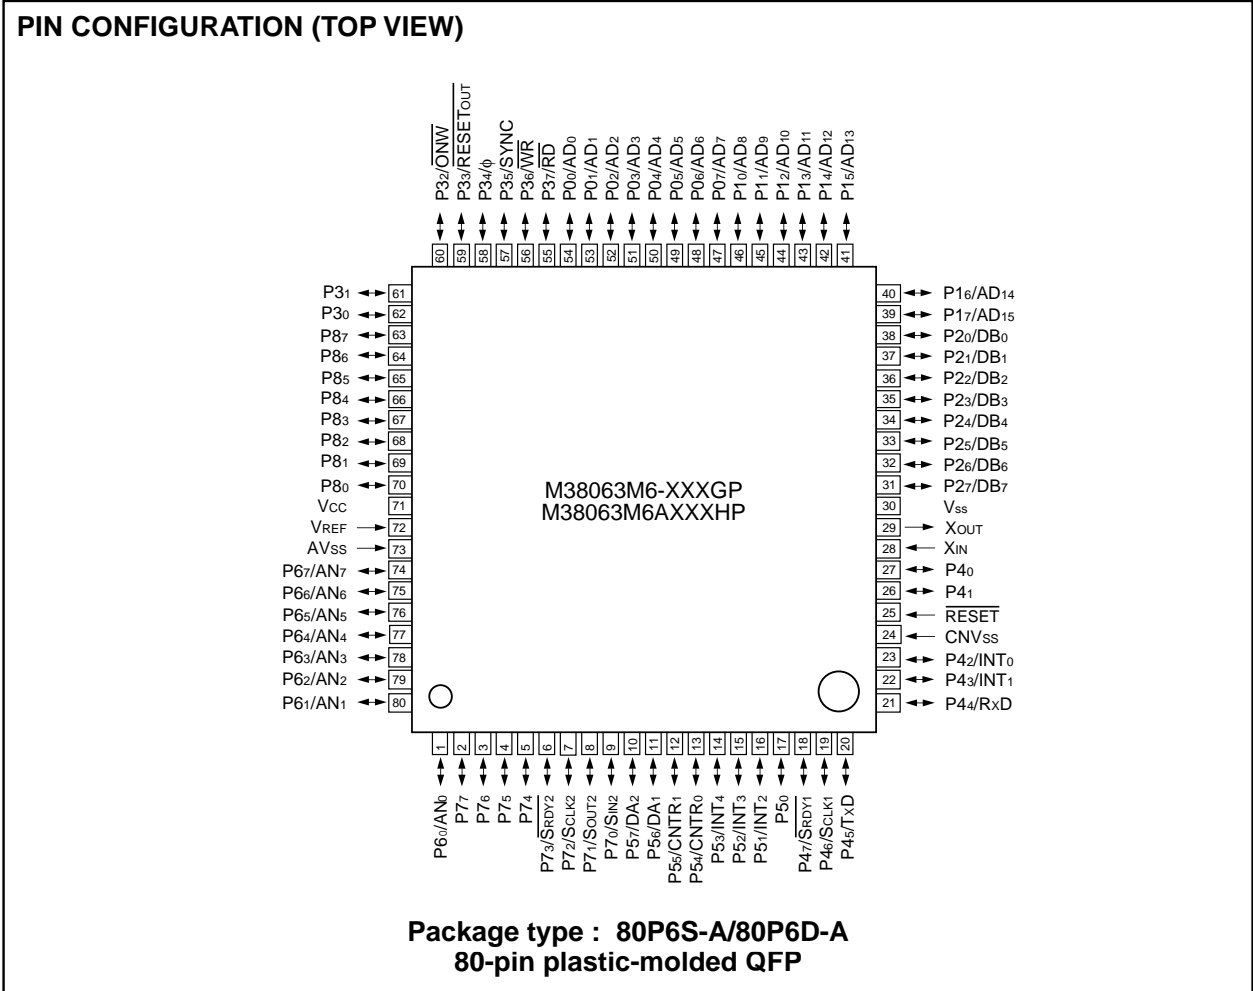 PIN CONFIGURATION (TOP VIEW)
P32/ONW
P33/RESETOUT
P34/ϕ
P35/SYNC
P36/WR
P37/RD
P00/AD0
P01/AD1
P02/AD2
P03/AD3
P04/AD4
P05/AD5
P06/AD6
P07/AD7
P10/AD8
P11/AD9
P12/AD10
P13/AD11
P14/AD12
P15/AD13
60 59 58 57 56 55 54 53 52 51 50 49 48 47 46 45 44 43 42 41
P31 61
P30 62
P87 63
P86 64
P85 65
P84 66
P83 67
P82 68
P81 69
P80 70
VCC 71
VREF 72
AVSS 73
P67/AN7 74
P66/AN6 75
P65/AN5 76
P64/AN4 77
P63/AN3 78
P62/AN2 79
P61/AN1 80
M38063M6-XXXGP
M38063M6AXXXHP
40 P16/AD14
39 P17/AD15
38 P20/DB0
37 P21/DB1
36 P22/DB2
35 P23/DB3
34 P24/DB4
33 P25/DB5
32 P26/DB6
31 P27/DB7
30 Vss
29 XOUT
28 XIN
27 P40
26 P41
25 RESET
24 CNVSS
23 P42/INT0
22 P43/INT1
21 P44/RXD
1 2 3 4 5 6 7 8 9 10 11 12 13 14 15 16 17 18 19 20
P60/AN0
P77
P76
P75
P74
P73/SRDY2
P72/SCLK2
P71/SOUT2
P70/SIN2
P57/DA2
P56/DA1
P55/CNTR1
P54/CNTR0
P53/INT4
P52/INT3
P51/INT2
P50
P47/SRDY1
P46/SCLK1
P45/TXD
Package type : 80P6S-A/80P6D-A
80-pin plastic-molded QFP